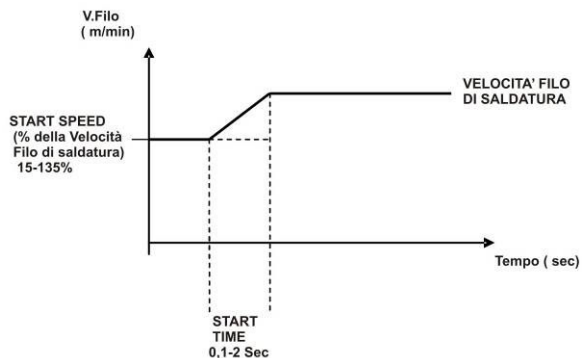 V.Filo
( m/min)
VELOCITA' FILO
DI SALDATURA
START SPEED
(% della Velocità
Filo di saldatura)
15-135%
Tempo ( sec)
START
TIME
0,1-2 Sec